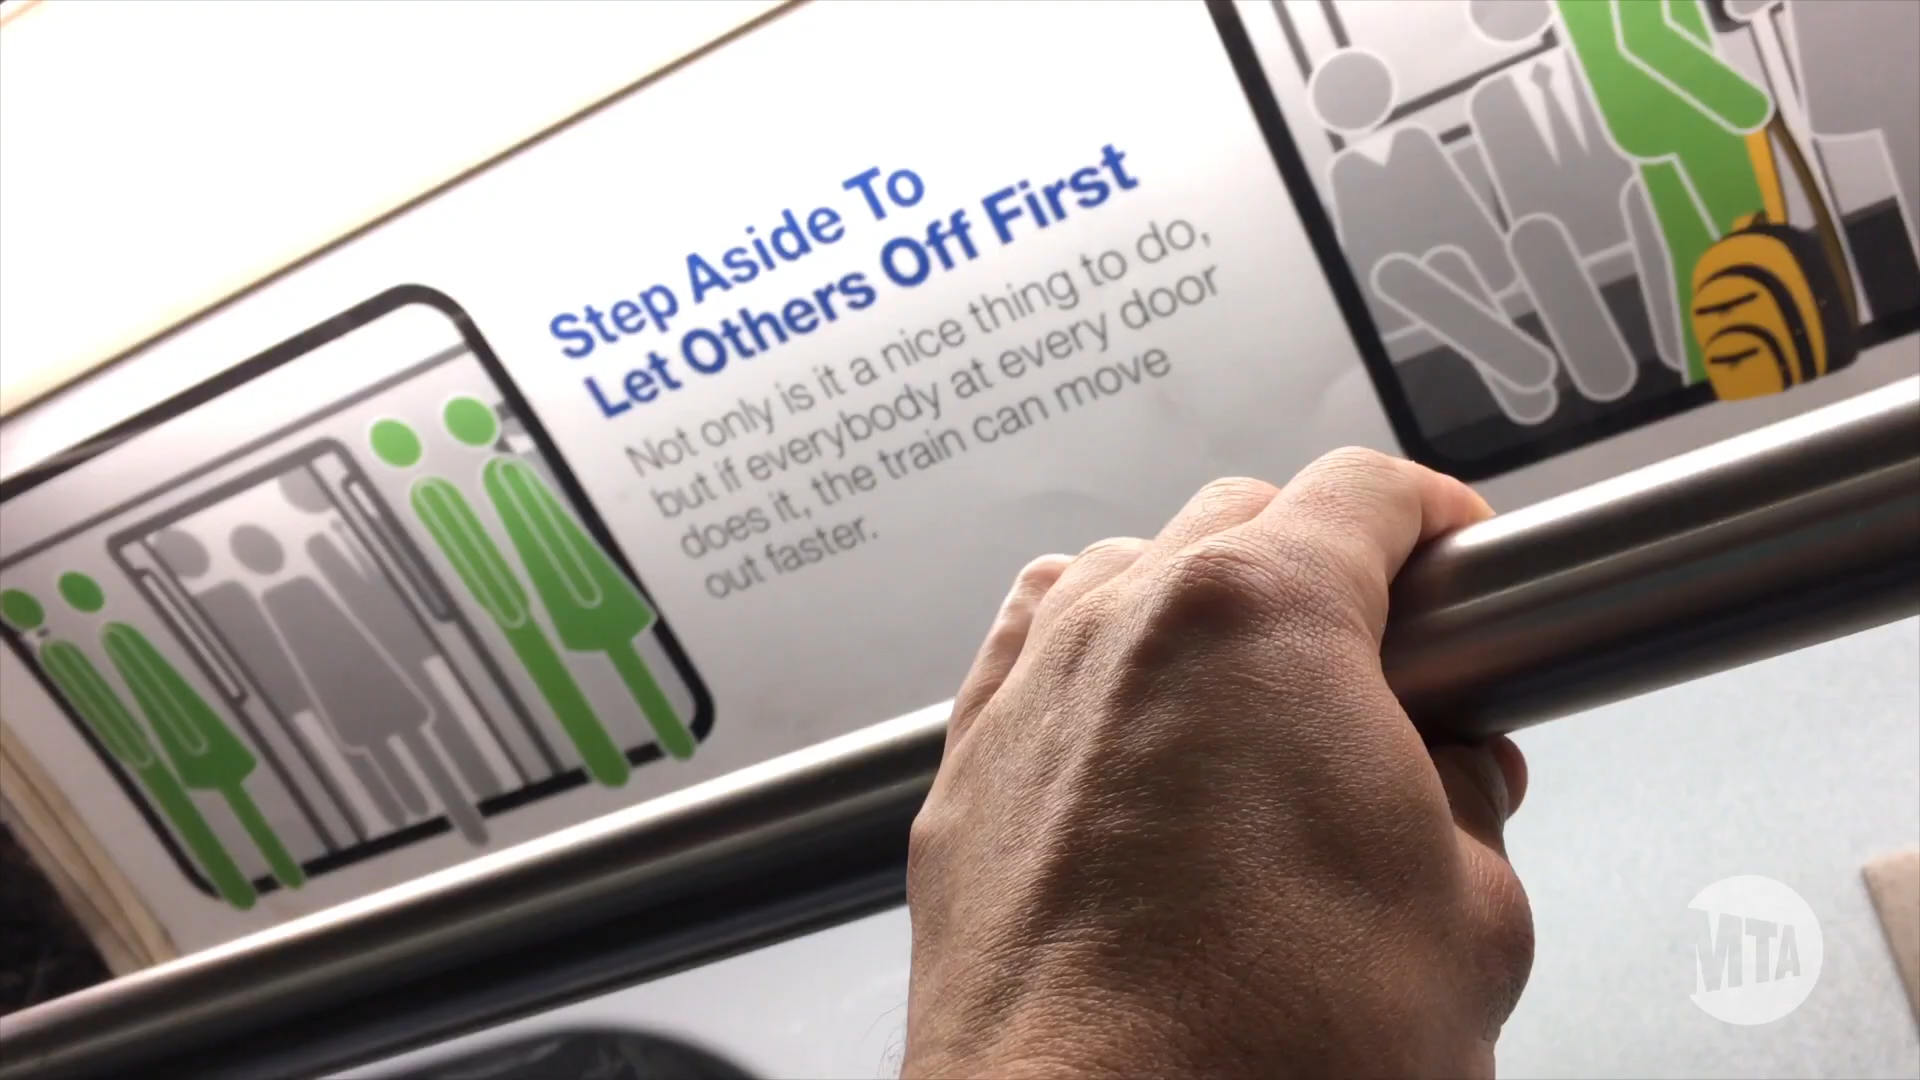 Step Aside To
Let Others Off First
Not only is it a nice thing to do,
but if everybody at every door
does it, the train can move
out faster.
MTA